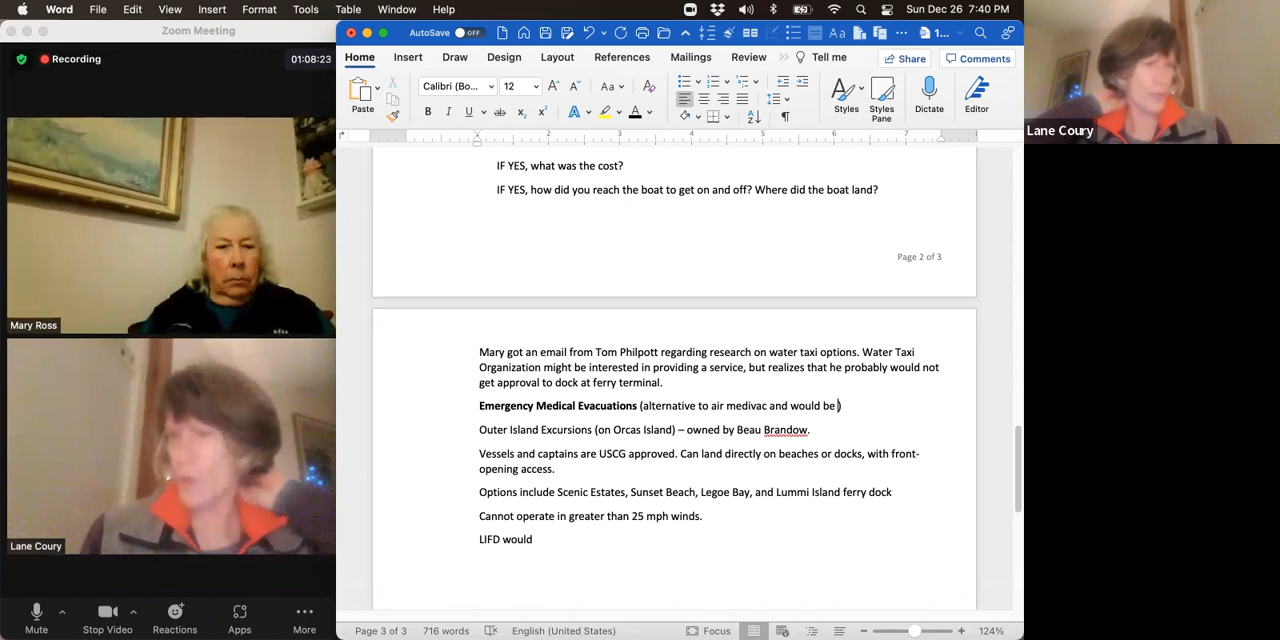 Word File Edit View Insert Format Tools Table Window Help Sun Dec 26 7:40 PM
Zoom Meeting
Recording 01:08:23
Mary Ross
Lane Coury
Mute Stop Video Reactions Apps More
AutoSave OFF 1...
Home Insert Draw Design Layout References Mailings Review Tell me Share Comments
Paste Calibri (Bo... 12 Styles Styles Pane Dictate Editor
2 3 4 5 6 7
IF YES, what was the cost?
IF YES, how did you reach the boat to get on and off? Where did the boat land?
Page 2 of 3
Mary got an email from Tom Philpott regarding research on water taxi options. Water Taxi
Organization might be interested in providing a service, but realizes that he probably would not
get approval to dock at ferry terminal.
Emergency Medical Evacuations (alternative to air medivac and would be )
Outer Island Excursions (on Orcas Island) – owned by Beau Brandow.
Vessels and captains are USCG approved. Can land directly on beaches or docks, with front-
opening access.
Options include Scenic Estates, Sunset Beach, Legoe Bay, and Lummi Island ferry dock
Cannot operate in greater than 25 mph winds.
LIFD would
Page 3 of 3 716 words English (United States) Focus 124%
Lane Coury